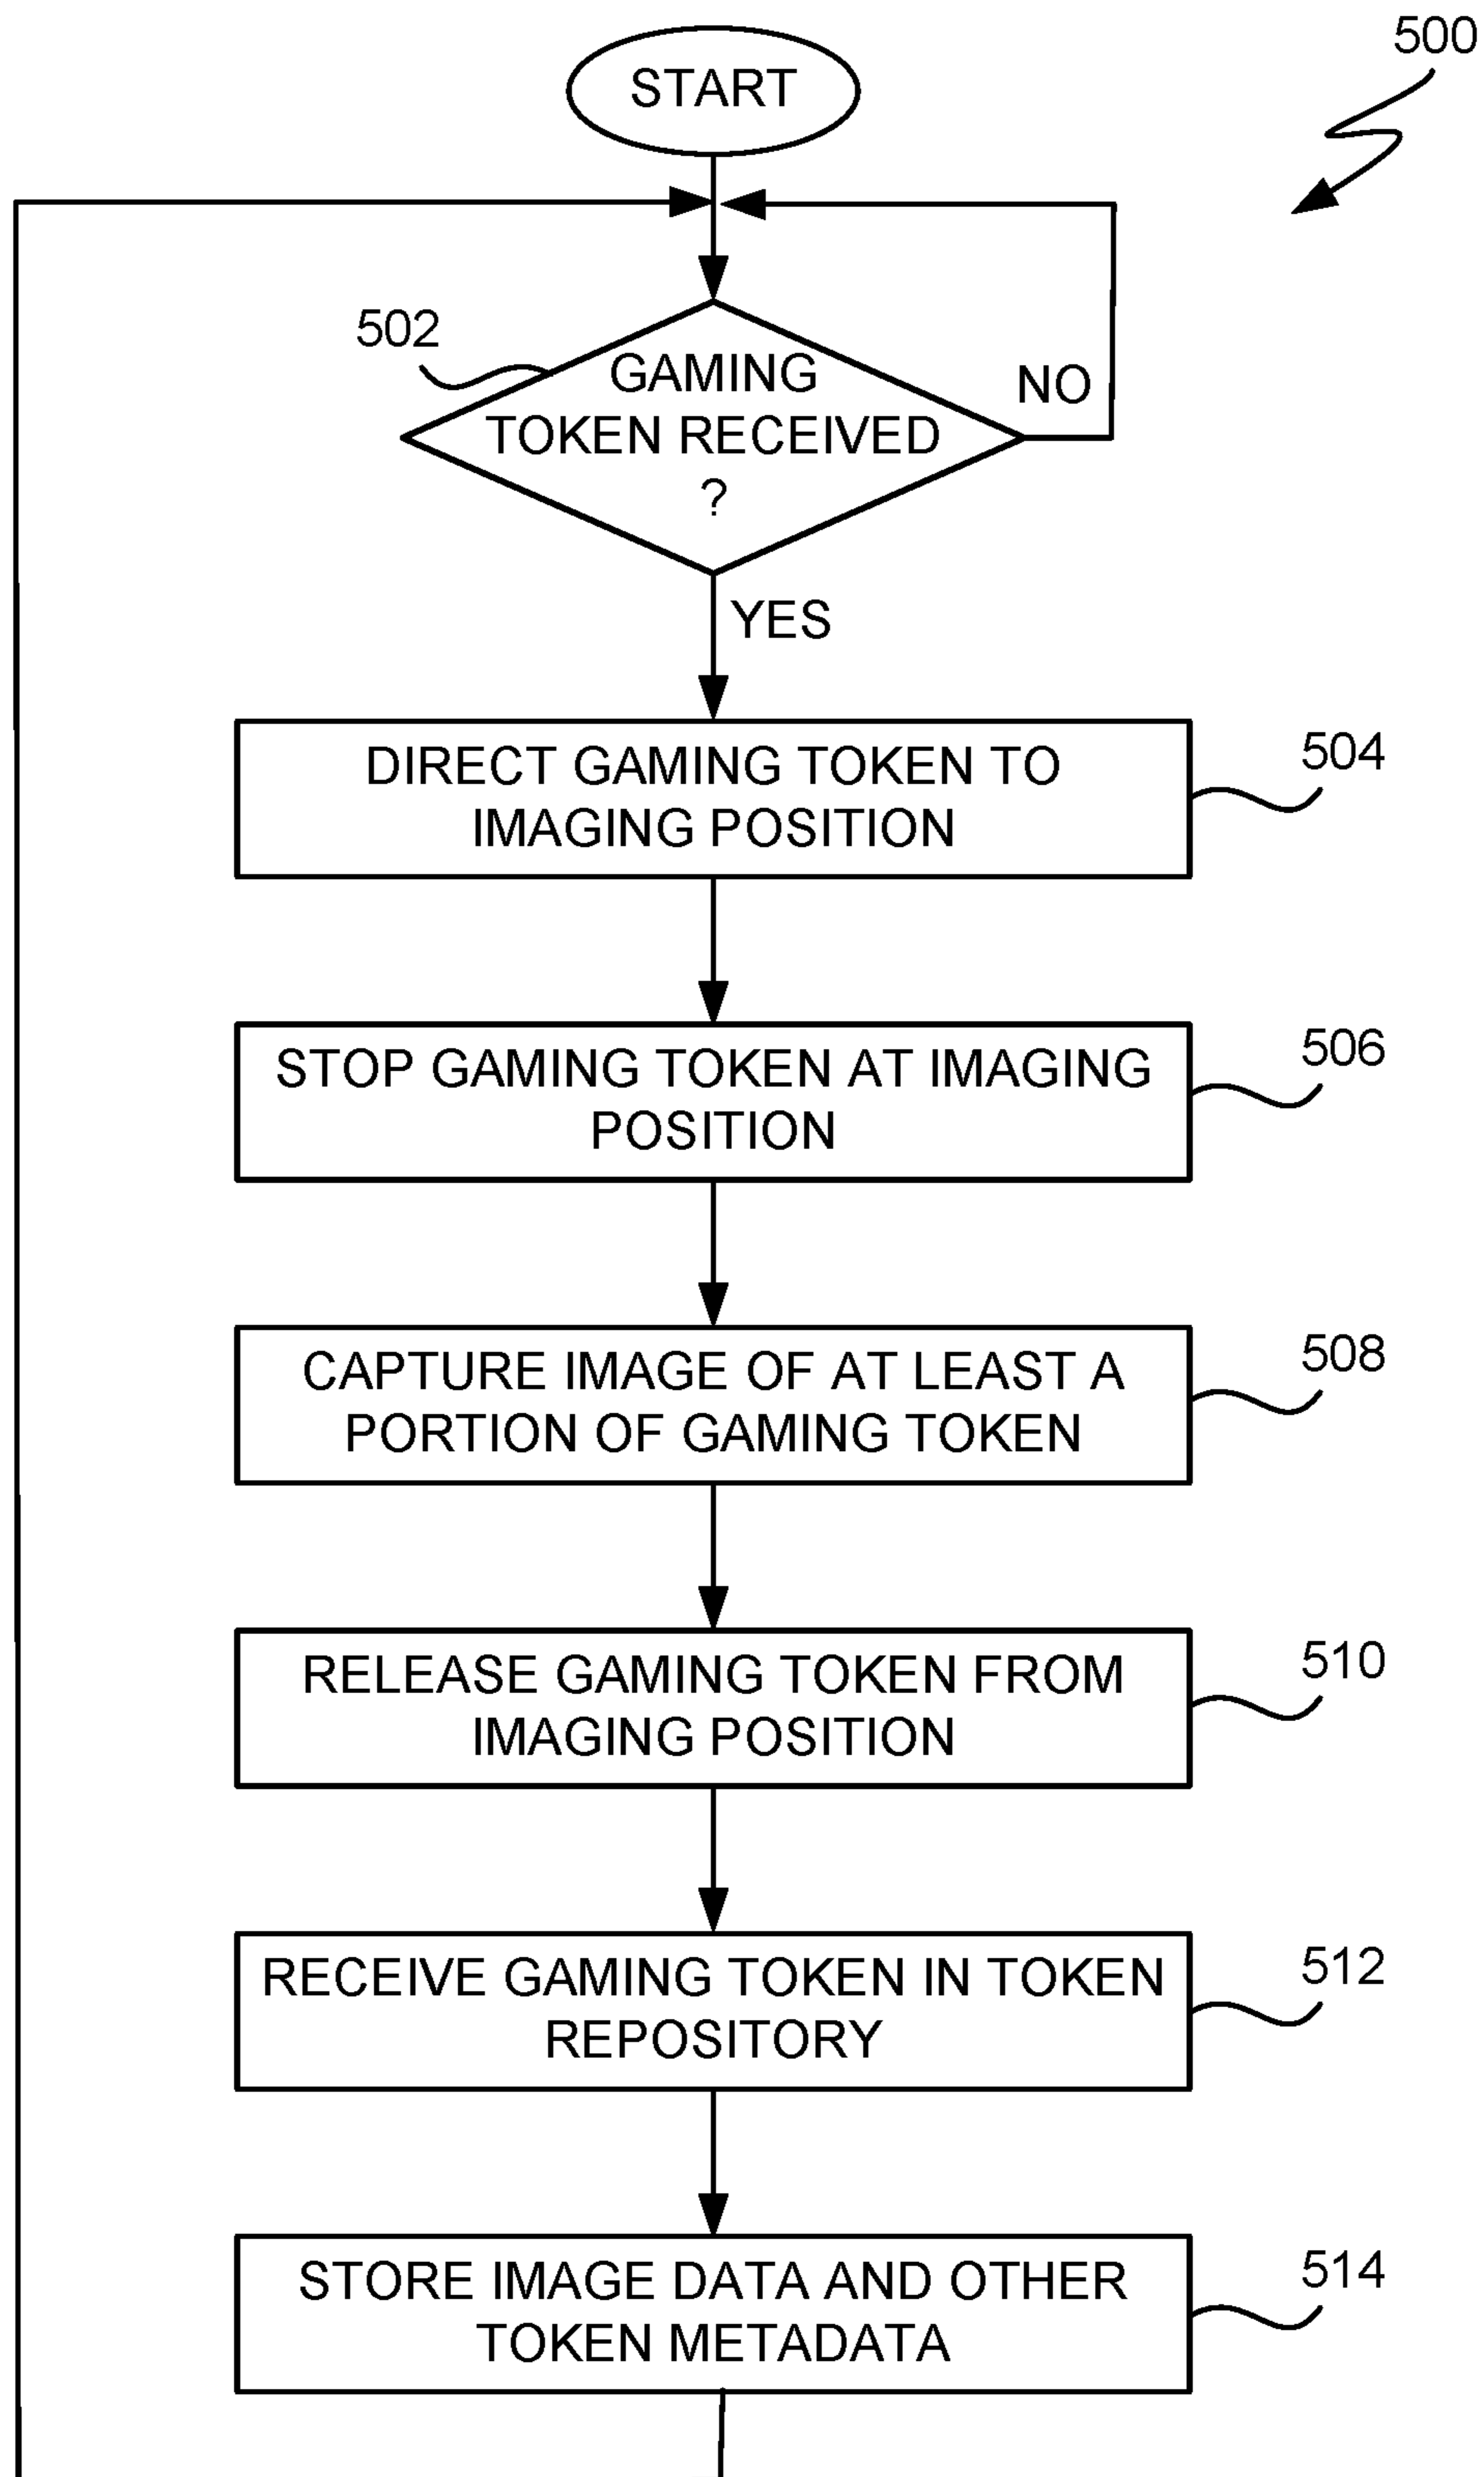 500
START
502
GAMING
TOKEN RECEIVED
?
NO
YES
DIRECT GAMING TOKEN TO
IMAGING POSITION
504
STOP GAMING TOKEN AT IMAGING
POSITION
506
CAPTURE IMAGE OF AT LEAST A
PORTION OF GAMING TOKEN
508
RELEASE GAMING TOKEN FROM
IMAGING POSITION
510
RECEIVE GAMING TOKEN IN TOKEN
REPOSITORY
512
STORE IMAGE DATA AND OTHER
TOKEN METADATA
514